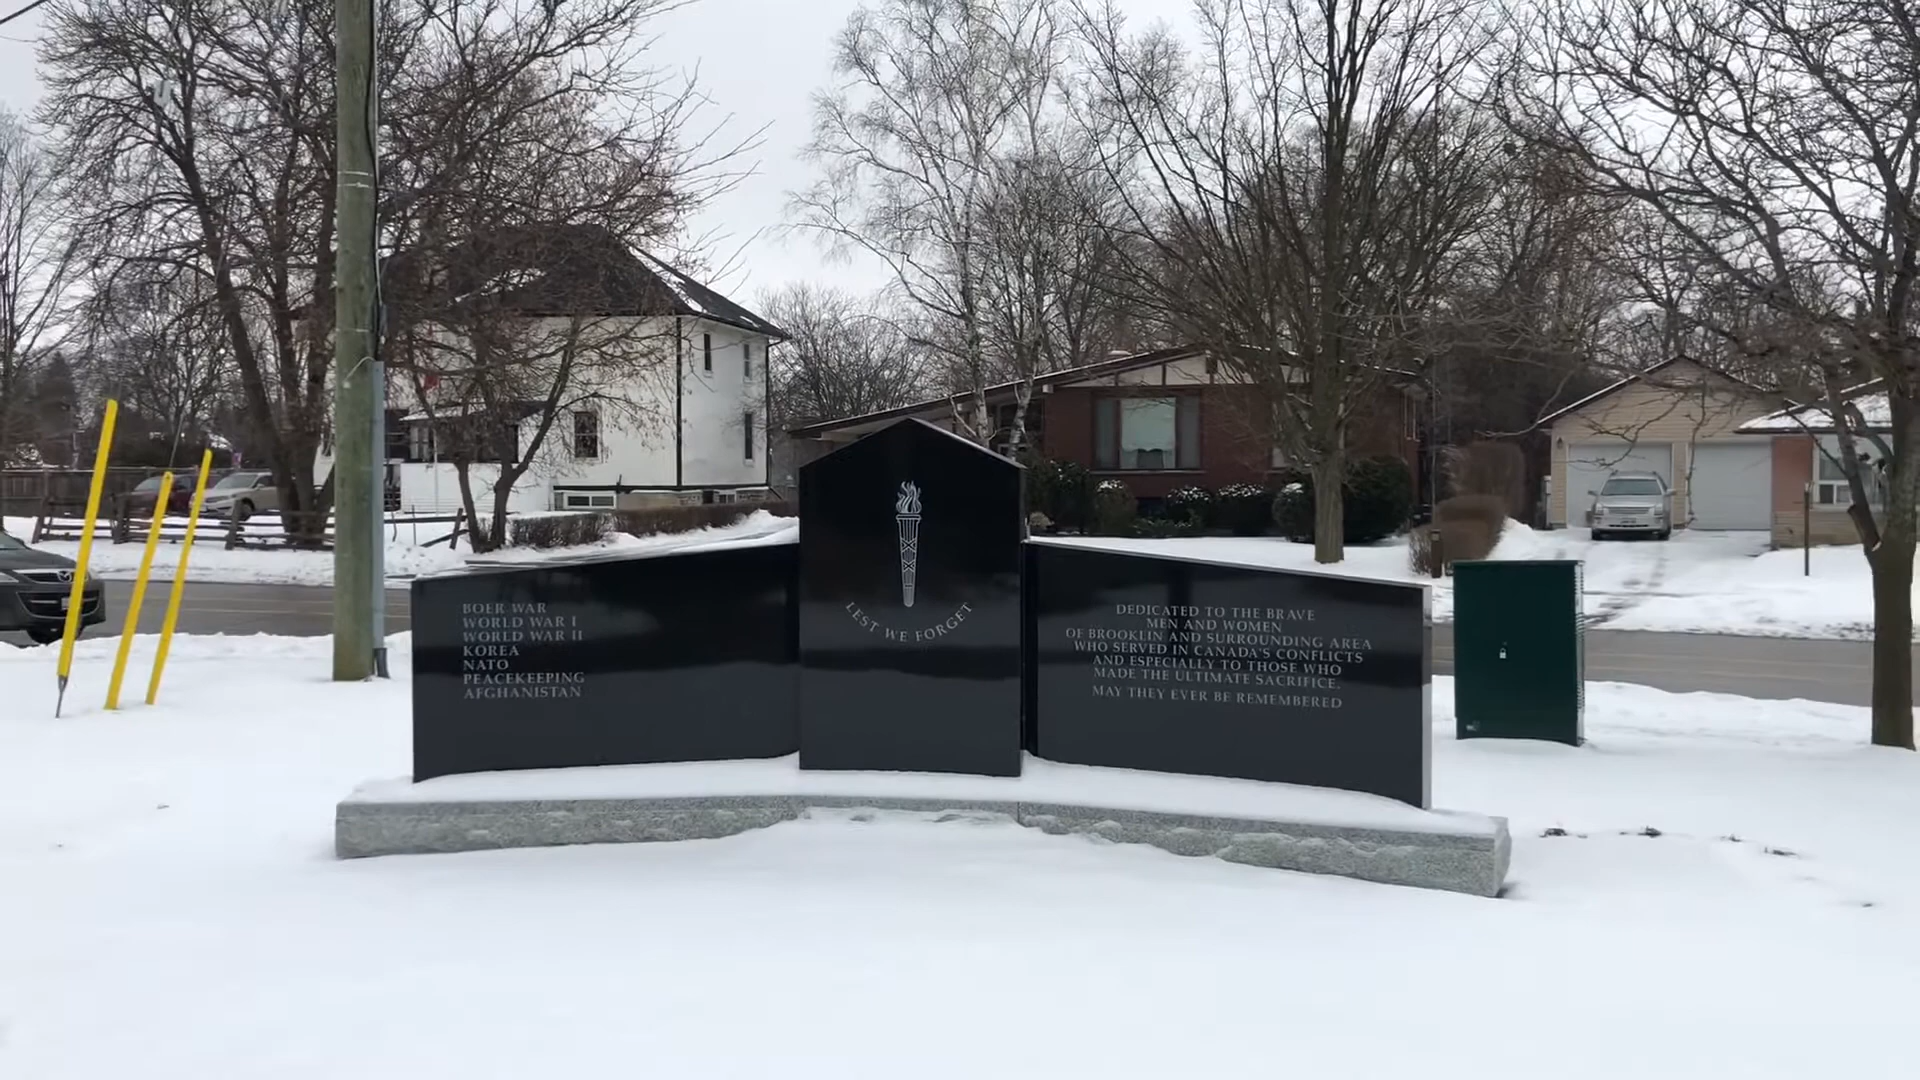 BOER WAR
WORLD WAR I
WORLD WAR II
KOREA
NATO
PEACEKEEPING
AFGHANISTAN
LEST WE FORGET
DEDICATED TO THE BRAVE
MEN AND WOMEN
OF BROOKLIN AND SURROUNDING AREA
WHO SERVED IN CANADA'S CONFLICTS
AND ESPECIALLY TO THOSE WHO
MADE THE ULTIMATE SACRIFICE.
MAY THEY EVER BE REMEMBERED